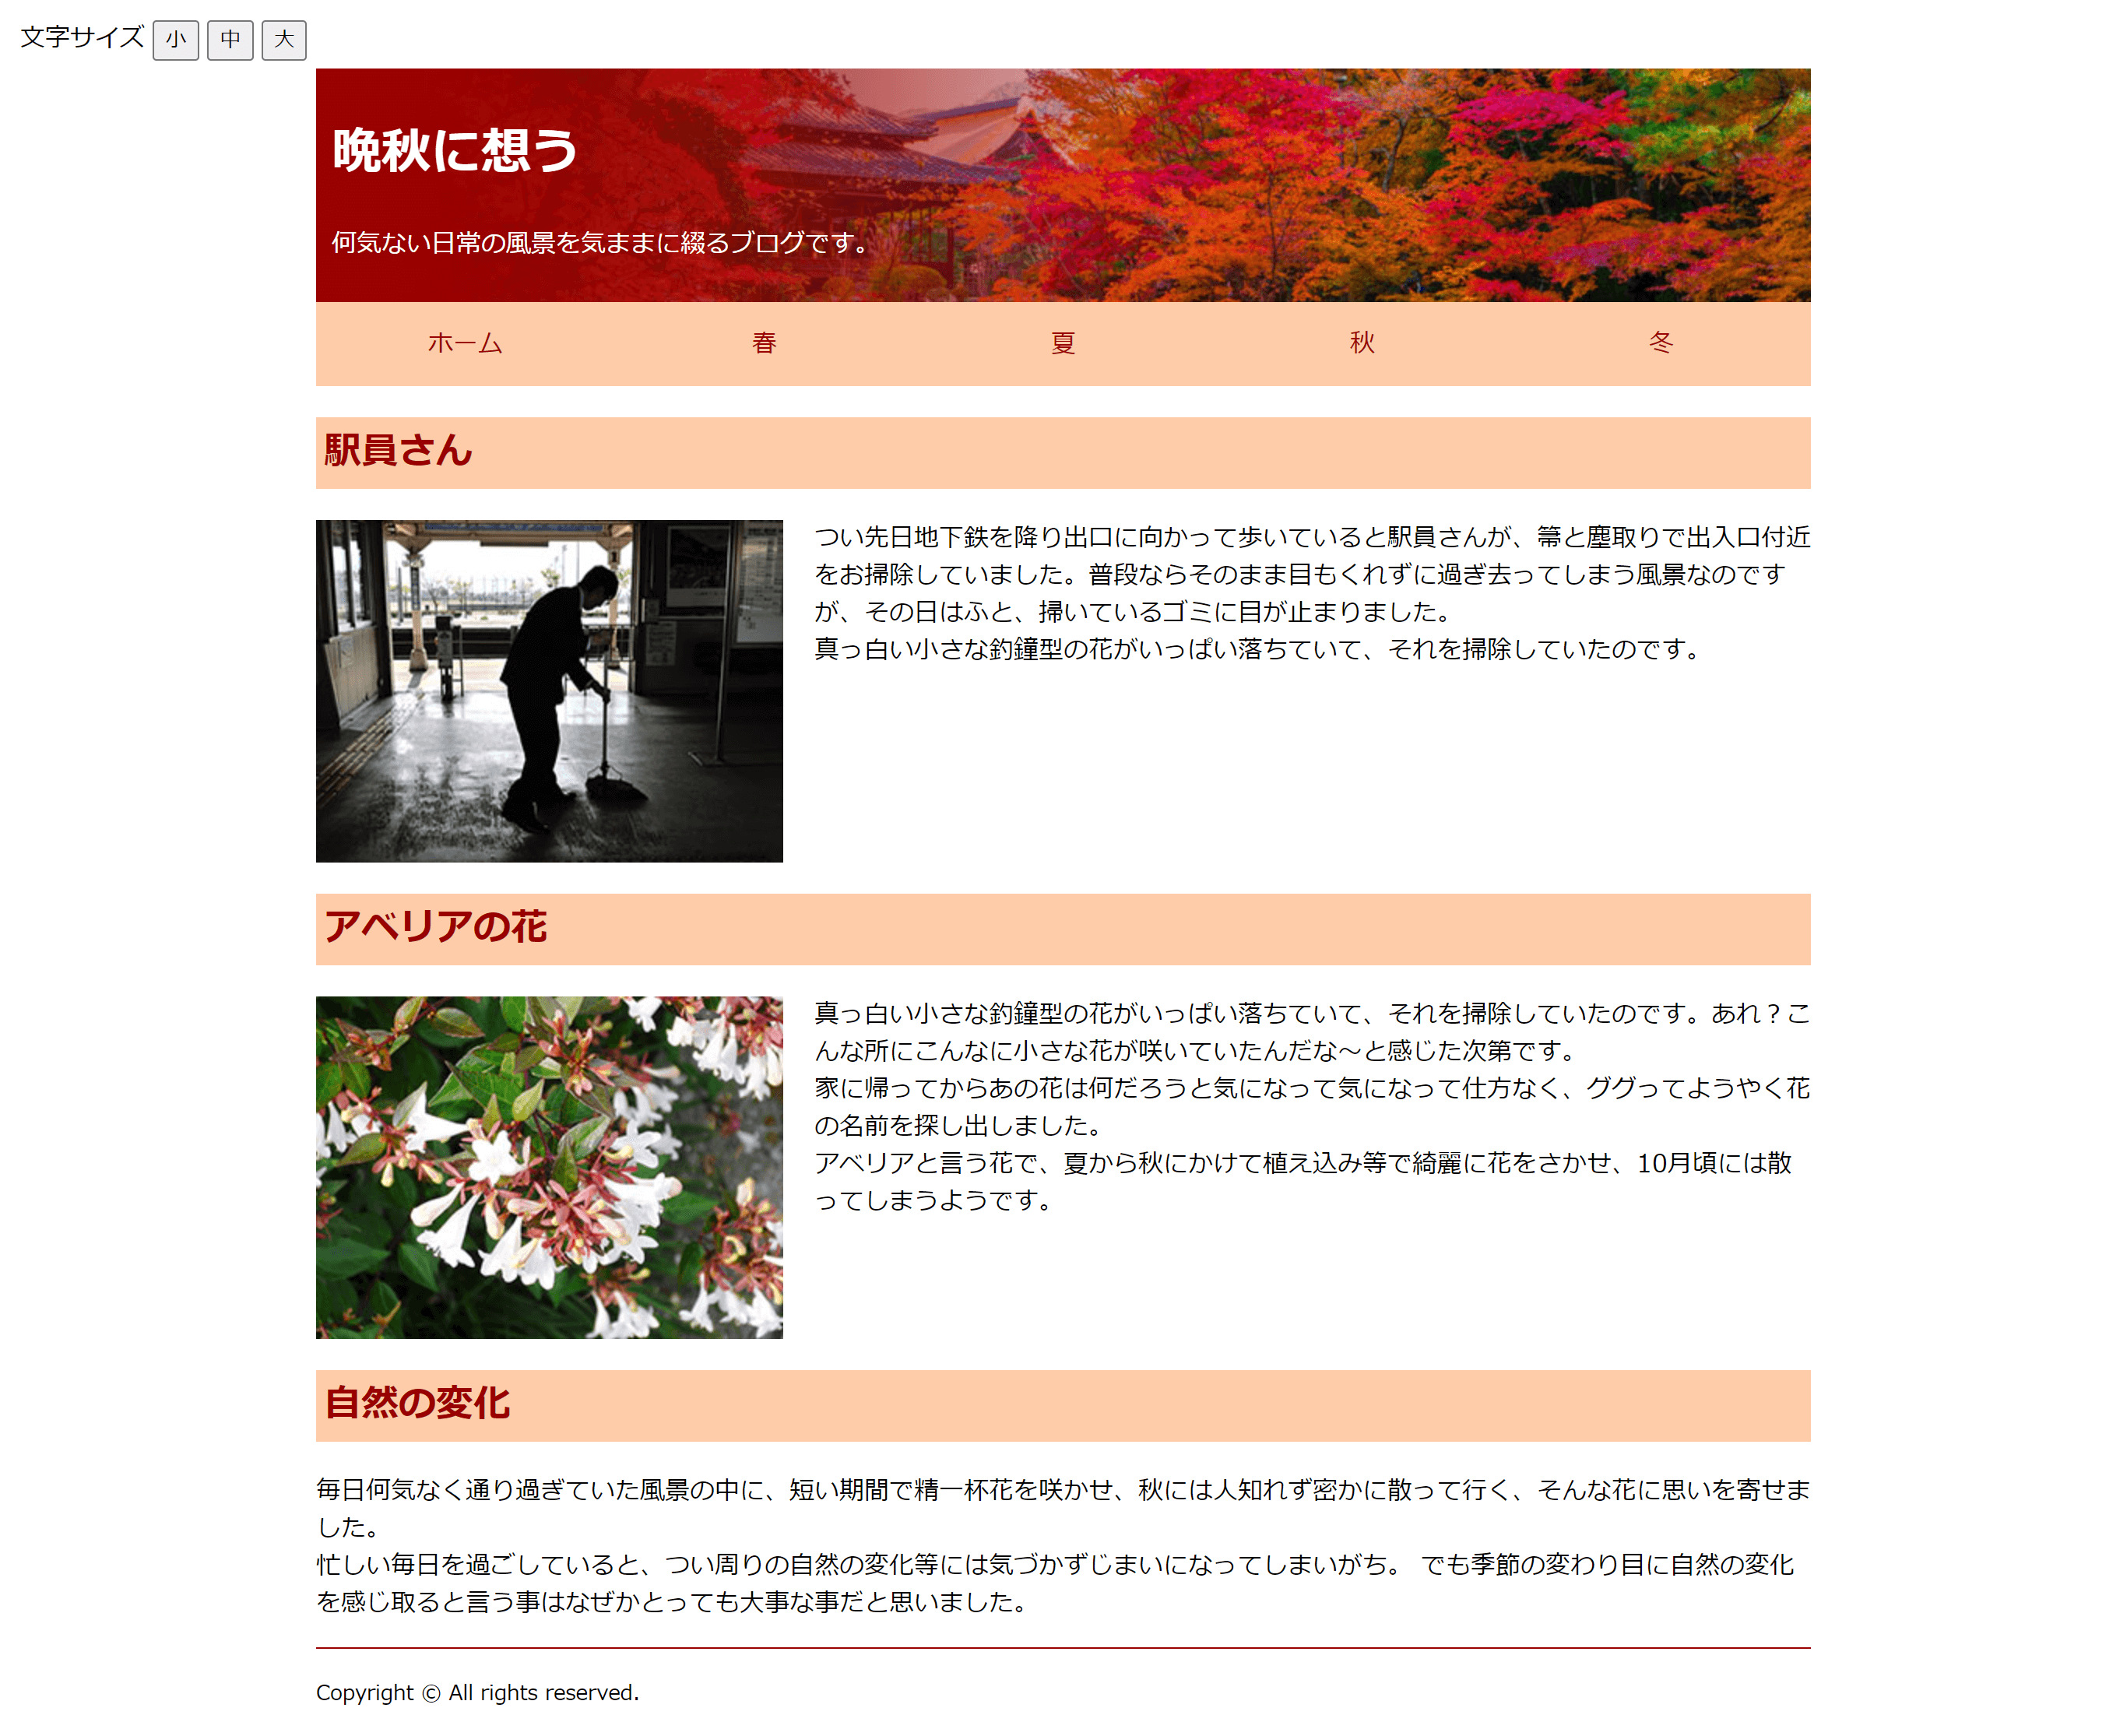 文字サイズ 小 中 大
晩秋に想う
何気ない日常の風景を気ままに綴るブログです。
ホーム 春 夏 秋 冬
駅員さん
つい先日地下鉄を降り出口に向かって歩いていると駅員さんが、箒と塵取りで出入口付近
をお掃除していました。普段ならそのまま目もくれずに過ぎ去ってしまう風景なのです
が、その日はふと、掃いているゴミに目が止まりました。
真っ白い小さな釣鐘型の花がいっぱい落ちていて、それを掃除していたのです。
アベリアの花
真っ白い小さな釣鐘型の花がいっぱい落ちていて、それを掃除していたのです。あれ？こ
んな所にこんなに小さな花が咲いていたんだな～と感じた次第です。
家に帰ってからあの花は何だろうと気になって気になって仕方なく、ググってようやく花
の名前を探し出しました。
アベリアと言う花で、夏から秋にかけて植え込み等で綺麗に花をさかせ、10月頃には散
ってしまうようです。
自然の変化
毎日何気なく通り過ぎていた風景の中に、短い期間で精一杯花を咲かせ、秋には人知れず密かに散って行く、そんな花に思いを寄せま
した。
忙しい毎日を過ごしていると、つい周りの自然の変化等には気づかずじまいになってしまいがち。 でも季節の変わり目に自然の変化
を感じ取ると言う事はなぜかとっても大事な事だと思いました。
Copyright © All rights reserved.